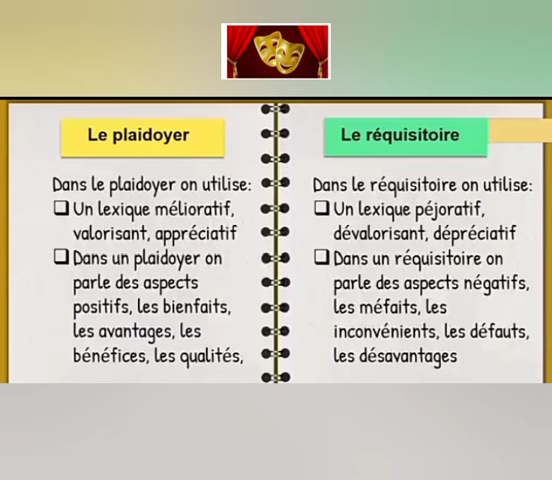 Le plaidoyer
Dans le plaidoyer on utilise:
❑ Un lexique mélioratif,
valorisant, appréciatif
❑ Dans un plaidoyer on
parle des aspects
positifs, les bienfaits,
les avantages, les
bénéfices, les qualités,
Le réquisitoire
Dans le réquisitoire on utilise:
❑ Un lexique péjoratif,
dévalorisant, dépréciatif
❑ Dans un réquisitoire on
parle des aspects négatifs,
les méfaits, les
inconvénients, les défauts,
les désavantages